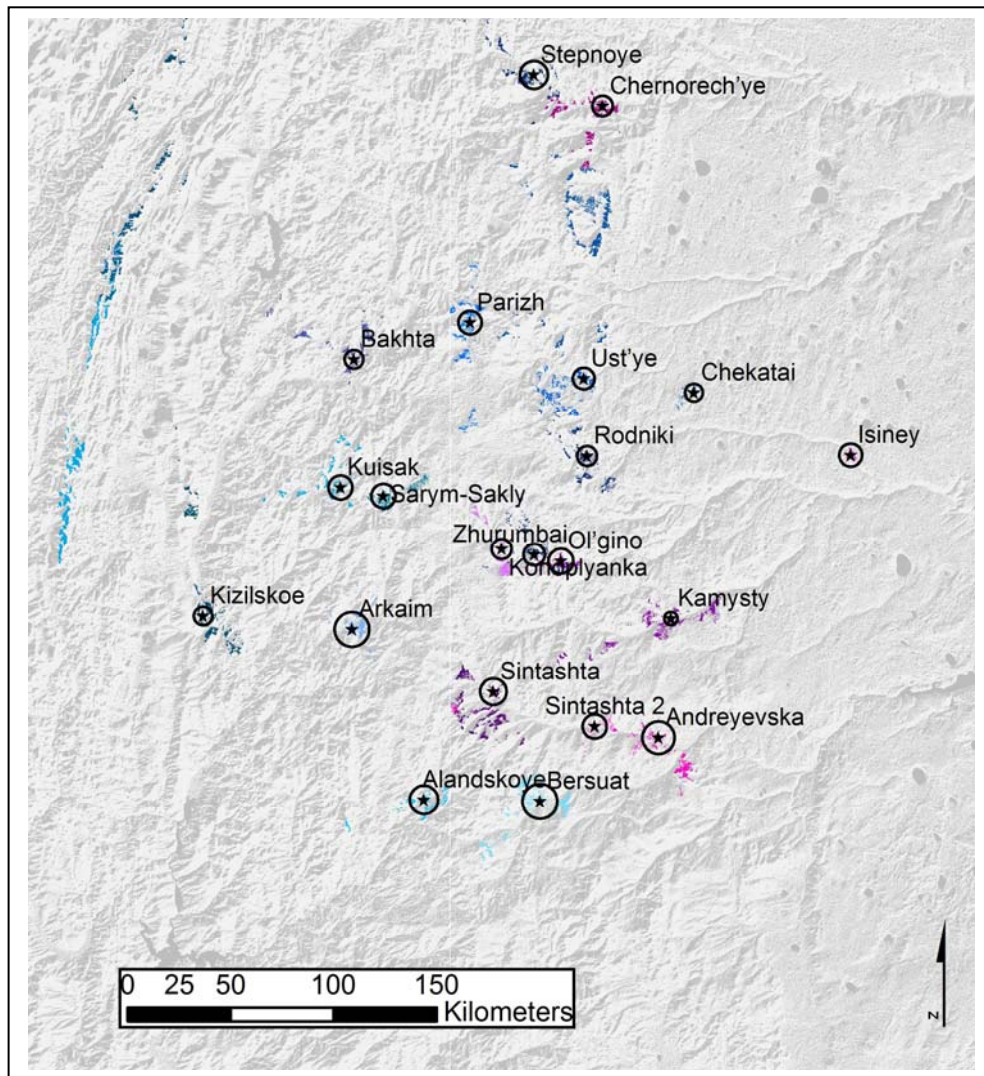 Stepnoye
Chernorech'ye
Parizh
Bakhta
Ust'ye
Chekatai
Rodniki
Isiney
Kuisak
Sarym-Sakly
Zhurumbai
Ol'gino
Konoplyanka
Kizilskoe
Arkaim
Kamysty
Sintashta
Sintashta 2
Andreyevska
Alandskoye
Bersuat
0 25 50 100 150
Kilometers
N